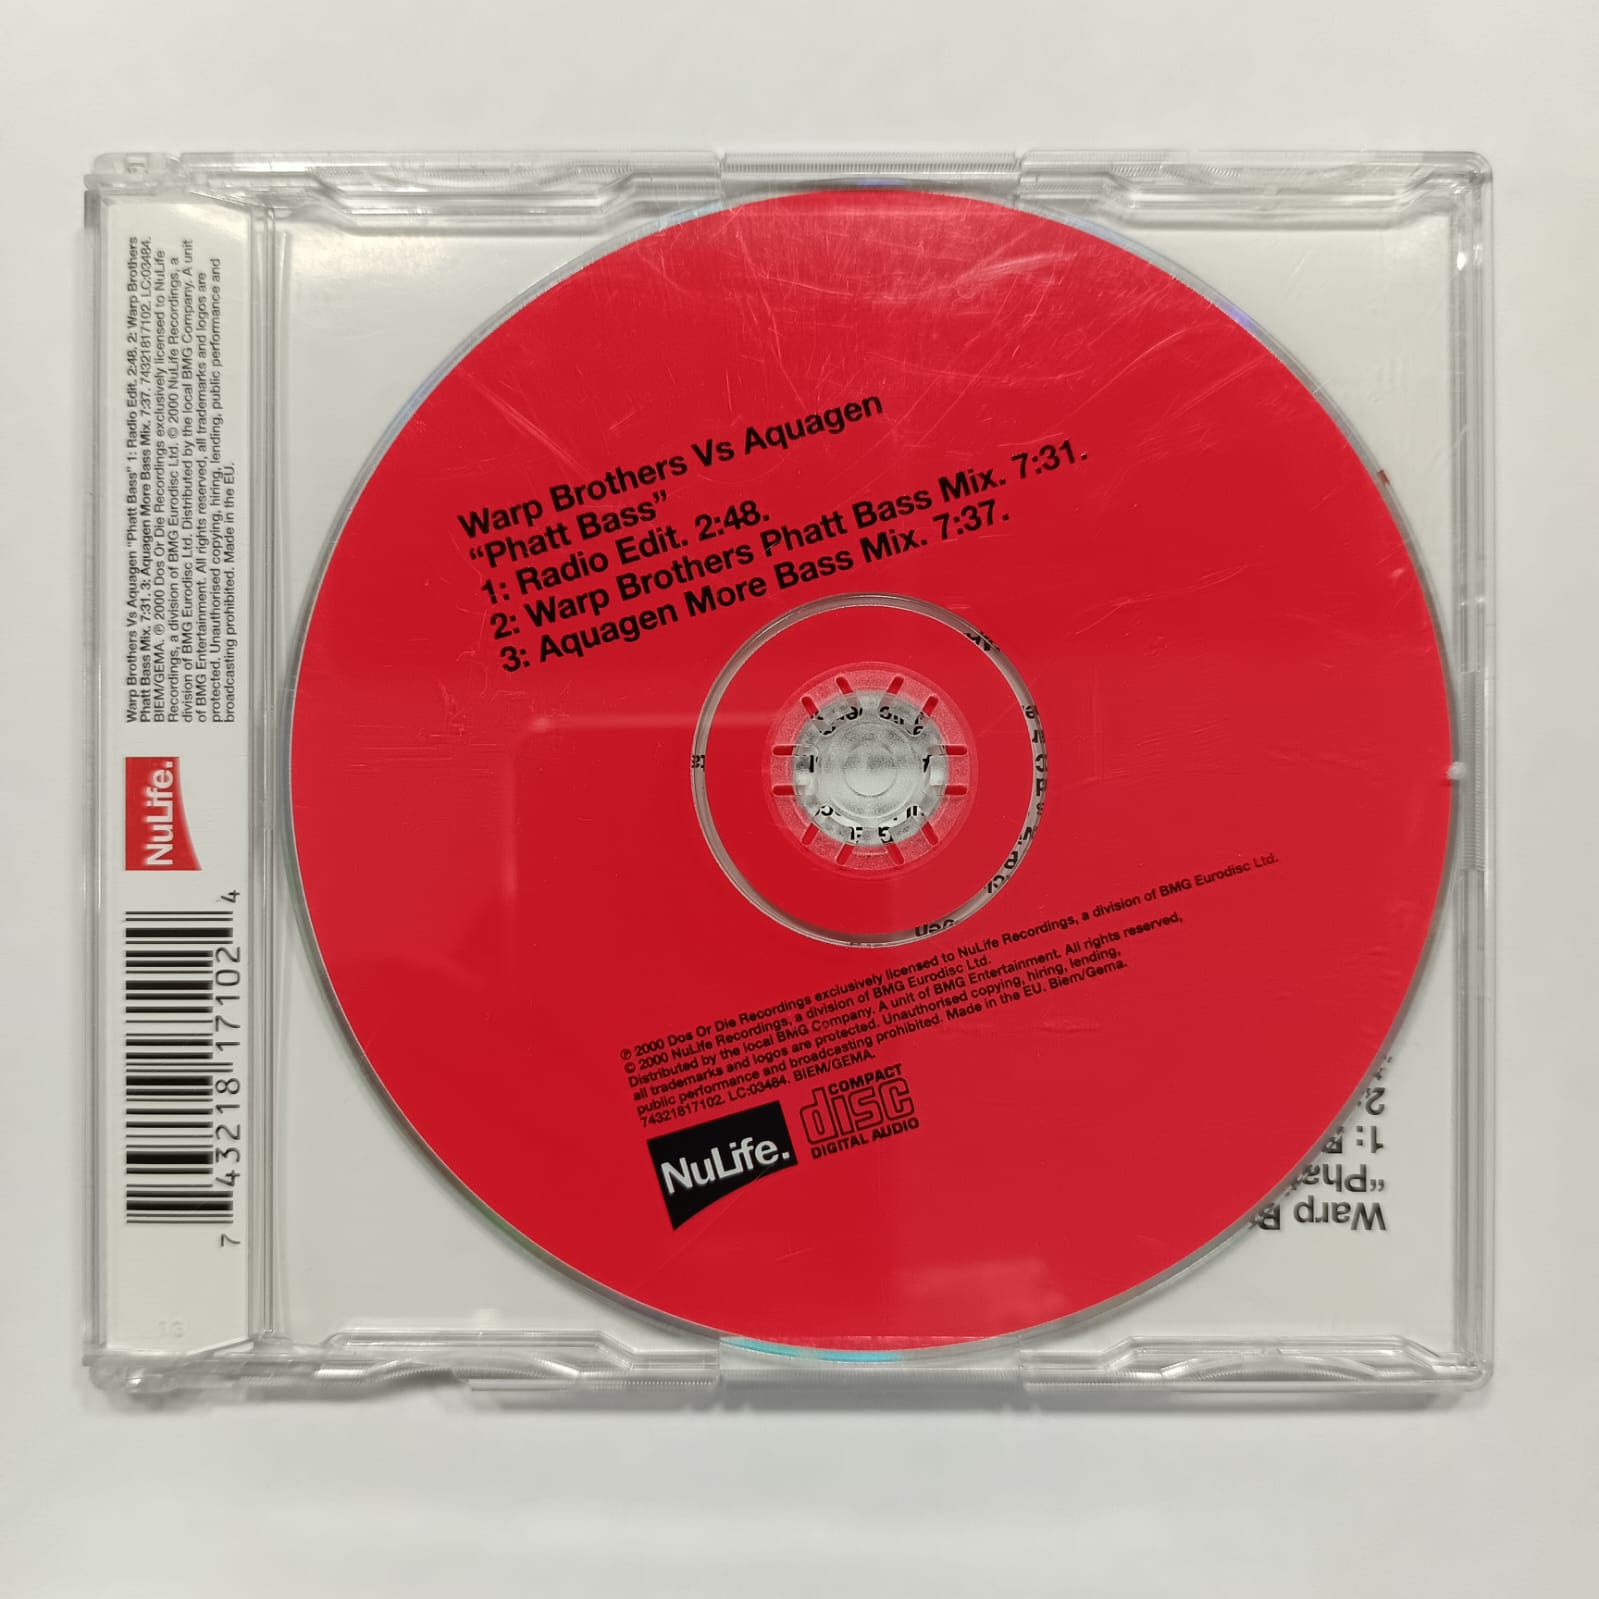 Warp Brothers Vs Aquagen "Phatt Bass" 1: Radio Edit. 2:48. 2: Warp Brothers
Phatt Bass Mix. 7:31. 3: Aquagen More Bass Mix. 7:37. 74321817102. LC:03484.
BIEM/GEMA. ℗ 2000 Dos Or Die Recordings exclusively licensed to NuLife
Recordings, a division of BMG Eurodisc Ltd. © 2000 NuLife Recordings, a
division of BMG Eurodisc Ltd. Distributed by the local BMG Company. A unit
of BMG Entertainment. All rights reserved, all trademarks and logos are
protected. Unauthorised copying, hiring, lending, public performance and
broadcasting prohibited. Made in the EU.
NuLife.
7 43218 17102 4
Warp Brothers Vs Aquagen
“Phatt Bass”
1: Radio Edit. 2:48.
2: Warp Brothers Phatt Bass Mix. 7:31.
3: Aquagen More Bass Mix. 7:37.
℗ 2000 Dos Or Die Recordings exclusively licensed to NuLife Recordings, a division of BMG Eurodisc Ltd.
© 2000 NuLife Recordings, a division of BMG Eurodisc Ltd.
Distributed by the local BMG Company. A unit of BMG Entertainment. All rights reserved,
all trademarks and logos are protected. Unauthorised copying, hiring, lending,
public performance and broadcasting prohibited. Made in the EU. Biem/Gema.
74321817102. LC:03484. BIEM/GEMA.
NuLife.
COMPACT
disc
DIGITAL AUDIO
Warp
“Phat
1:
2: